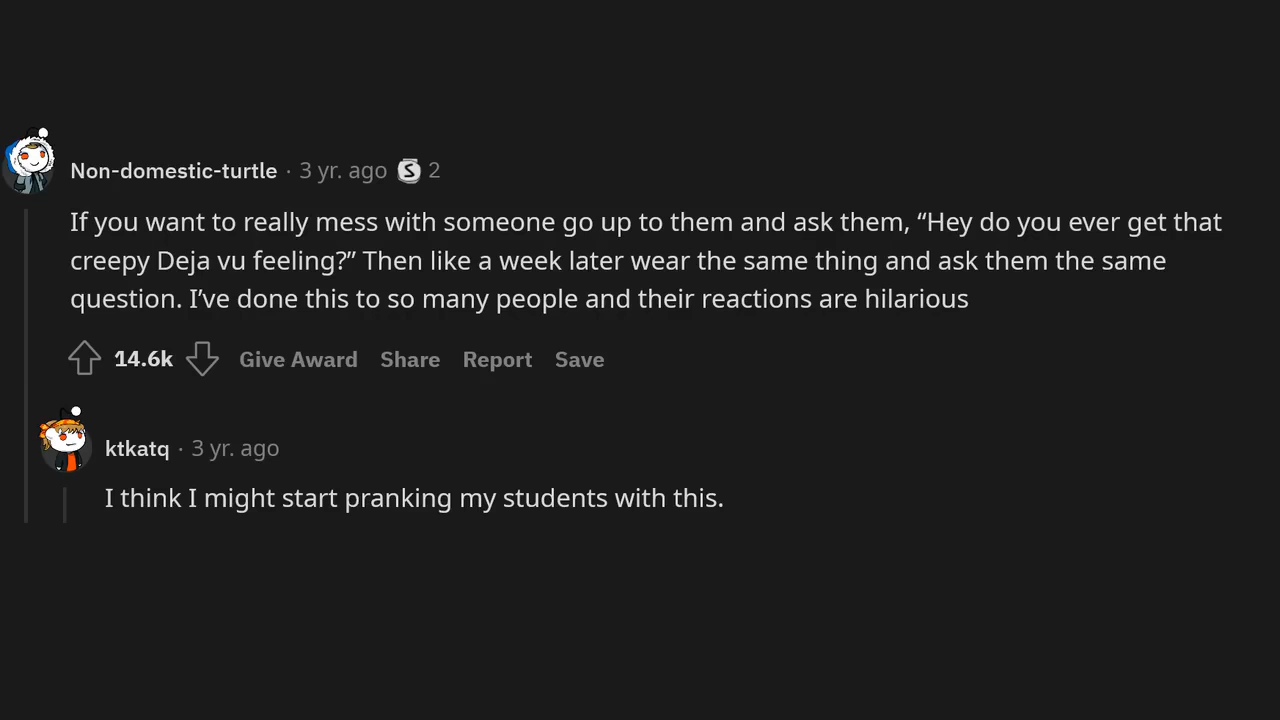 Non-domestic-turtle · 3 yr. ago S 2
If you want to really mess with someone go up to them and ask them, “Hey do you ever get that
creepy Deja vu feeling?” Then like a week later wear the same thing and ask them the same
question. I’ve done this to so many people and their reactions are hilarious
14.6k Give Award Share Report Save
ktkatq · 3 yr. ago
I think I might start pranking my students with this.